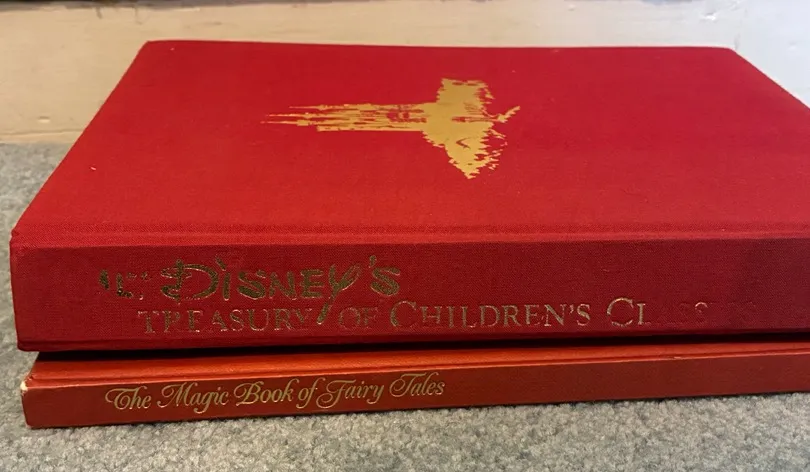 Disney's
Treasury of Children's
The Magic Book of Fairy Tales